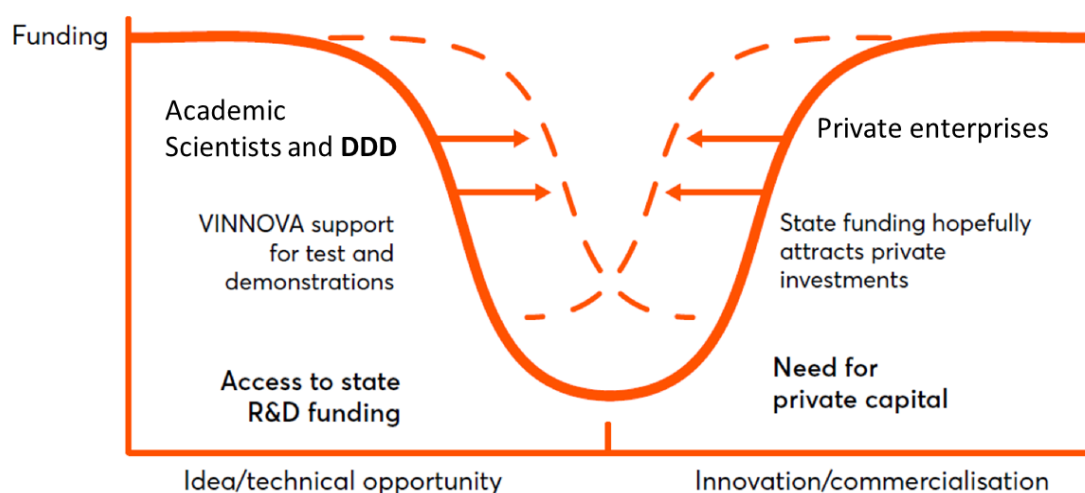 Funding
Academic
Scientists and DDD
Private enterprises
VINNOVA support
for test and
demonstrations
State funding hopefully
attracts private
investments
Access to state
R&D funding
Need for
private capital
Idea/technical opportunity
Innovation/commercialisation